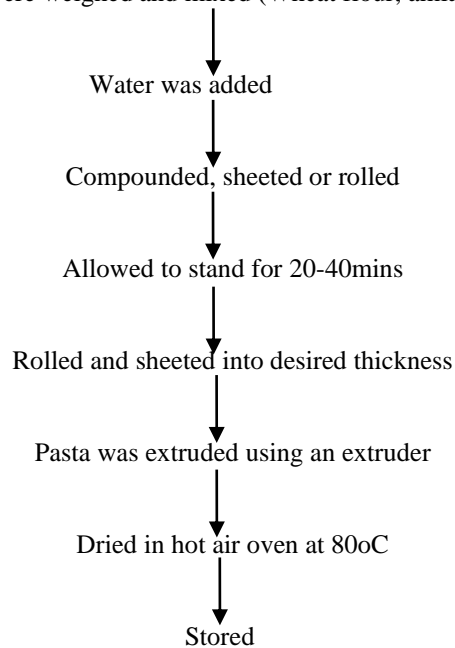 were weighed and mixed (Wheat flour,
Water was added
Compounded, sheeted or rolled
Allowed to stand for 20-40mins
Rolled and sheeted into desired thickness
Pasta was extruded using an extruder
Dried in hot air oven at 80oC
Stored